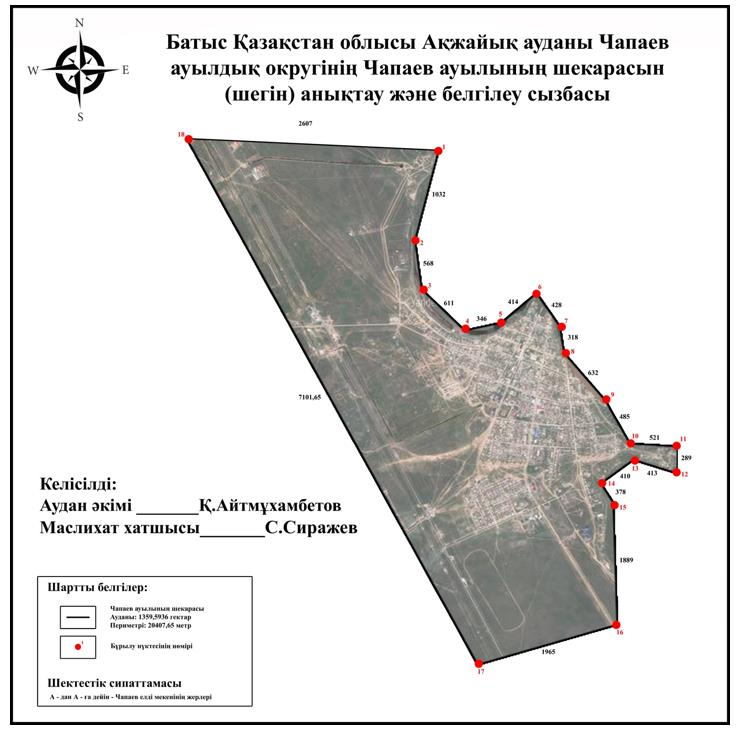 N
W E
S
Батыс Қазақстан облысы Ақжайық ауданы Чапаев
ауылдық округінің Чапаев ауылының шекарасын
(шегін) анықтау және белгілеу сызбасы
18
2607
1
1032
2
568
3
611
4
346
5
414
6
428
7
318
8
632
9
485
10
521
11
289
12
413
13
410
14
378
15
1889
16
1965
17
7101,65
Келісілді:
Аудан әкімі _______Қ.Айтмұхамбетов
Маслихат хатшысы_______С.Сиражев
Шартты белгілер:
Чапаев ауылының шекарасы
Ауданы: 1359,5936 гектар
Периметрі: 20407,65 метр
1
Бұрылу нүктесінің нөмірі
Шектестік сипаттамасы
А - дан А - ға дейін - Чапаев елді мекенінің жерлері